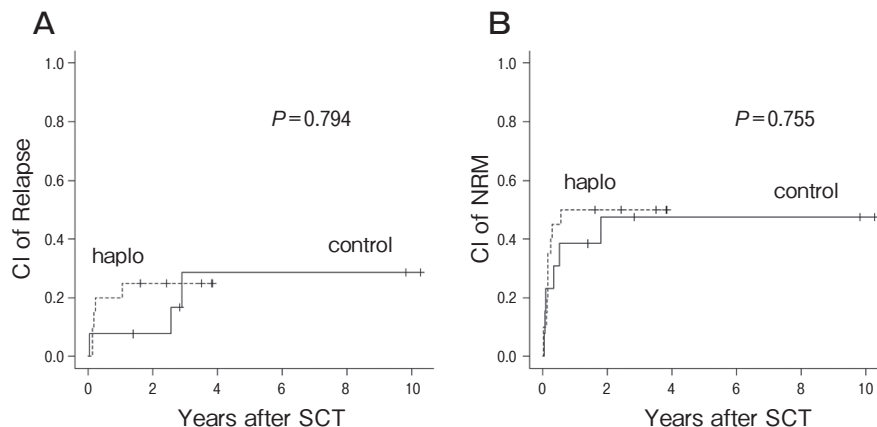 A
CI of Relapse
1.0
0.8
0.6
0.4
0.2
0.0
P=0.794
haplo
control
0 2 4 6 8 10
Years after SCT
B
CI of NRM
1.0
0.8
0.6
0.4
0.2
0.0
P=0.755
haplo
control
0 2 4 6 8 10
Years after SCT